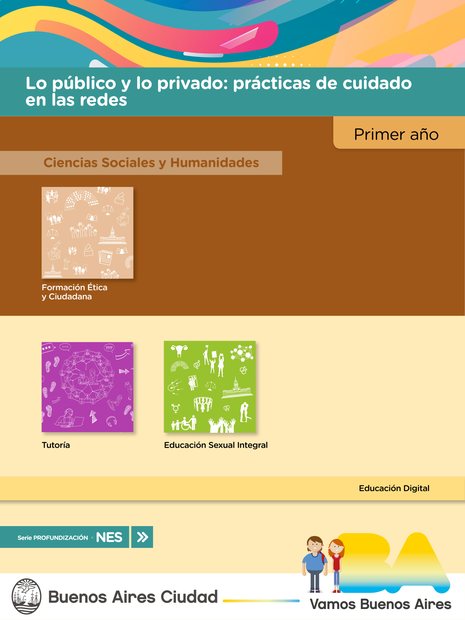 Lo público y lo privado: prácticas de cuidado
en las redes
Primer año
Ciencias Sociales y Humanidades
Formación Ética
y Ciudadana
Tutoría
Educación Sexual Integral
Educación Digital
Serie PROFUNDIZACIÓN · NES
Buenos Aires Ciudad
BA
Vamos Buenos Aires